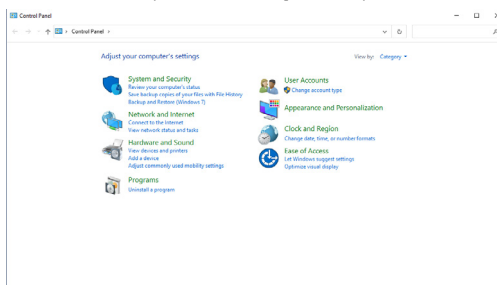 Control Panel
Control Panel
Adjust your computer's settings
View by: Category
System and Security
Review your computer's status
Save backup copies of your files with File History
Backup and Restore (Windows 7)
Network and Internet
Connect to the Internet
View network status and tasks
Hardware and Sound
View devices and printers
Add a device
Adjust commonly used mobility settings
Programs
Uninstall a program
User Accounts
Change account type
Appearance and Personalization
Clock and Region
Change date, time, or number formats
Ease of Access
Let Windows suggest settings
Optimize visual display